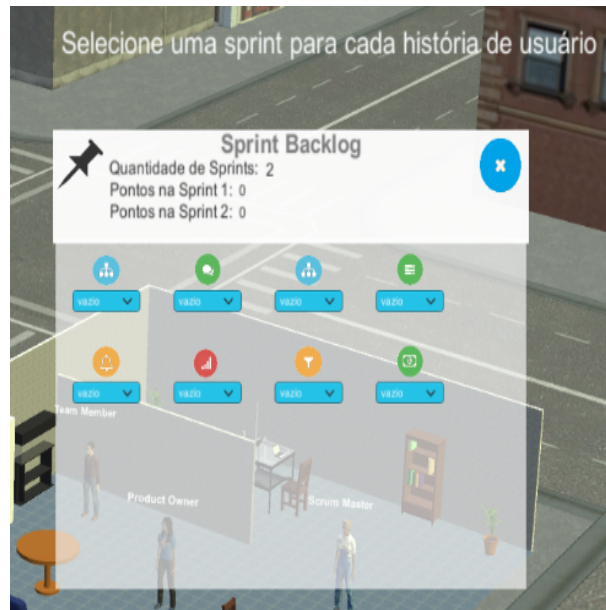 Selecione uma sprint para cada história de usuário
Sprint Backlog
Quantidade de Sprints: 2
Pontos na Sprint 1: 0
Pontos na Sprint 2: 0
vazio vazio vazio vazio
vazio vazio vazio vazio
Team Member
Product Owner
Scrum Master